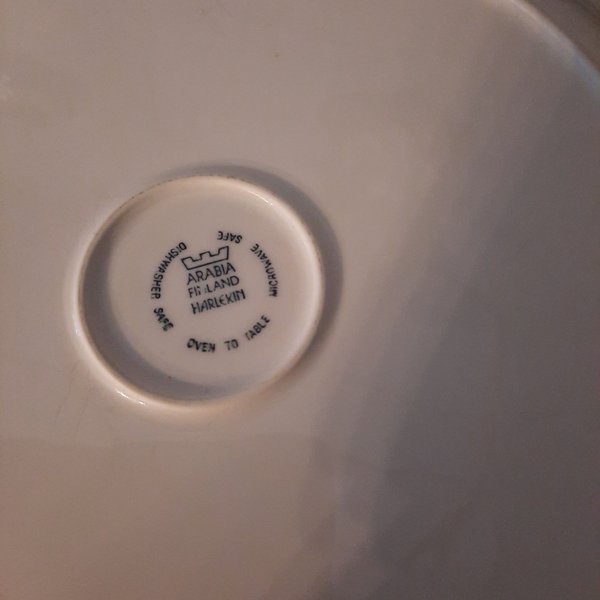 ARABIA
FINLAND
HARLEKIN
DISHWASHER SAFE
OVEN TO TABLE
MICROWAVE SAFE